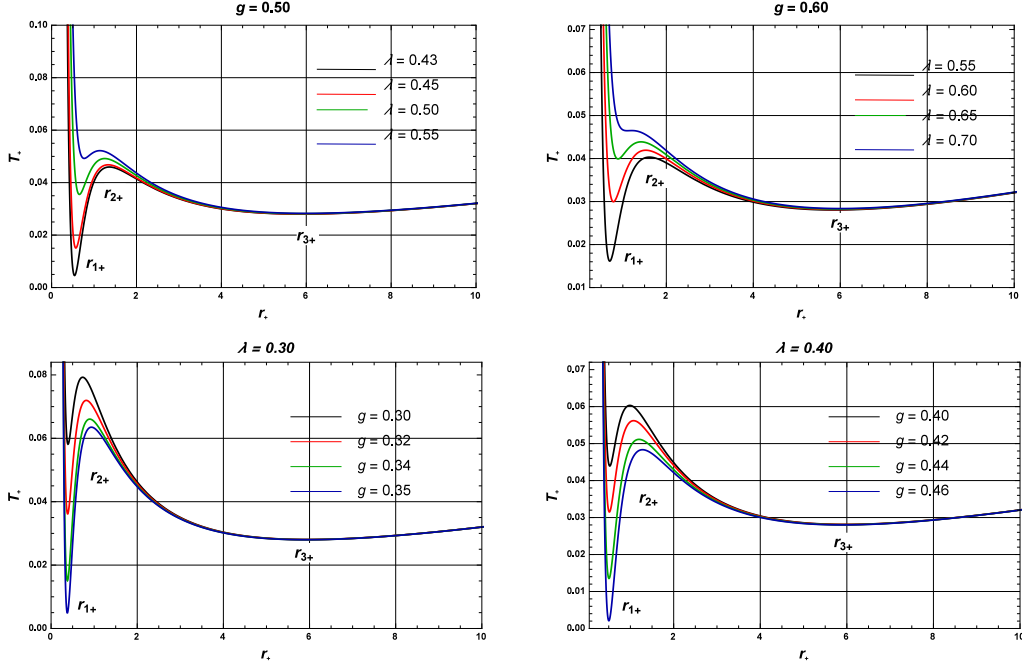 g = 0.50
0.10
0.08
0.06
0.04
0.02
0.00
T+
λ = 0.43
λ = 0.45
λ = 0.50
λ = 0.55
r2+
r1+
r3+
0 2 4 6 8 10
r+
g = 0.60
0.07
0.06
0.05
0.04
0.03
0.02
0.01
T+
λ = 0.55
λ = 0.60
λ = 0.65
λ = 0.70
r2+
r1+
r3+
2 4 6 8 10
r+
λ = 0.30
0.08
0.06
0.04
0.02
0.00
T+
g = 0.30
g = 0.32
g = 0.34
g = 0.35
r2+
r3+
r1+
0 2 4 6 8 10
r+
λ = 0.40
0.07
0.06
0.05
0.04
0.03
0.02
0.01
0.00
T+
g = 0.40
g = 0.42
g = 0.44
g = 0.46
r2+
r3+
r1+
2 4 6 8 10
r+